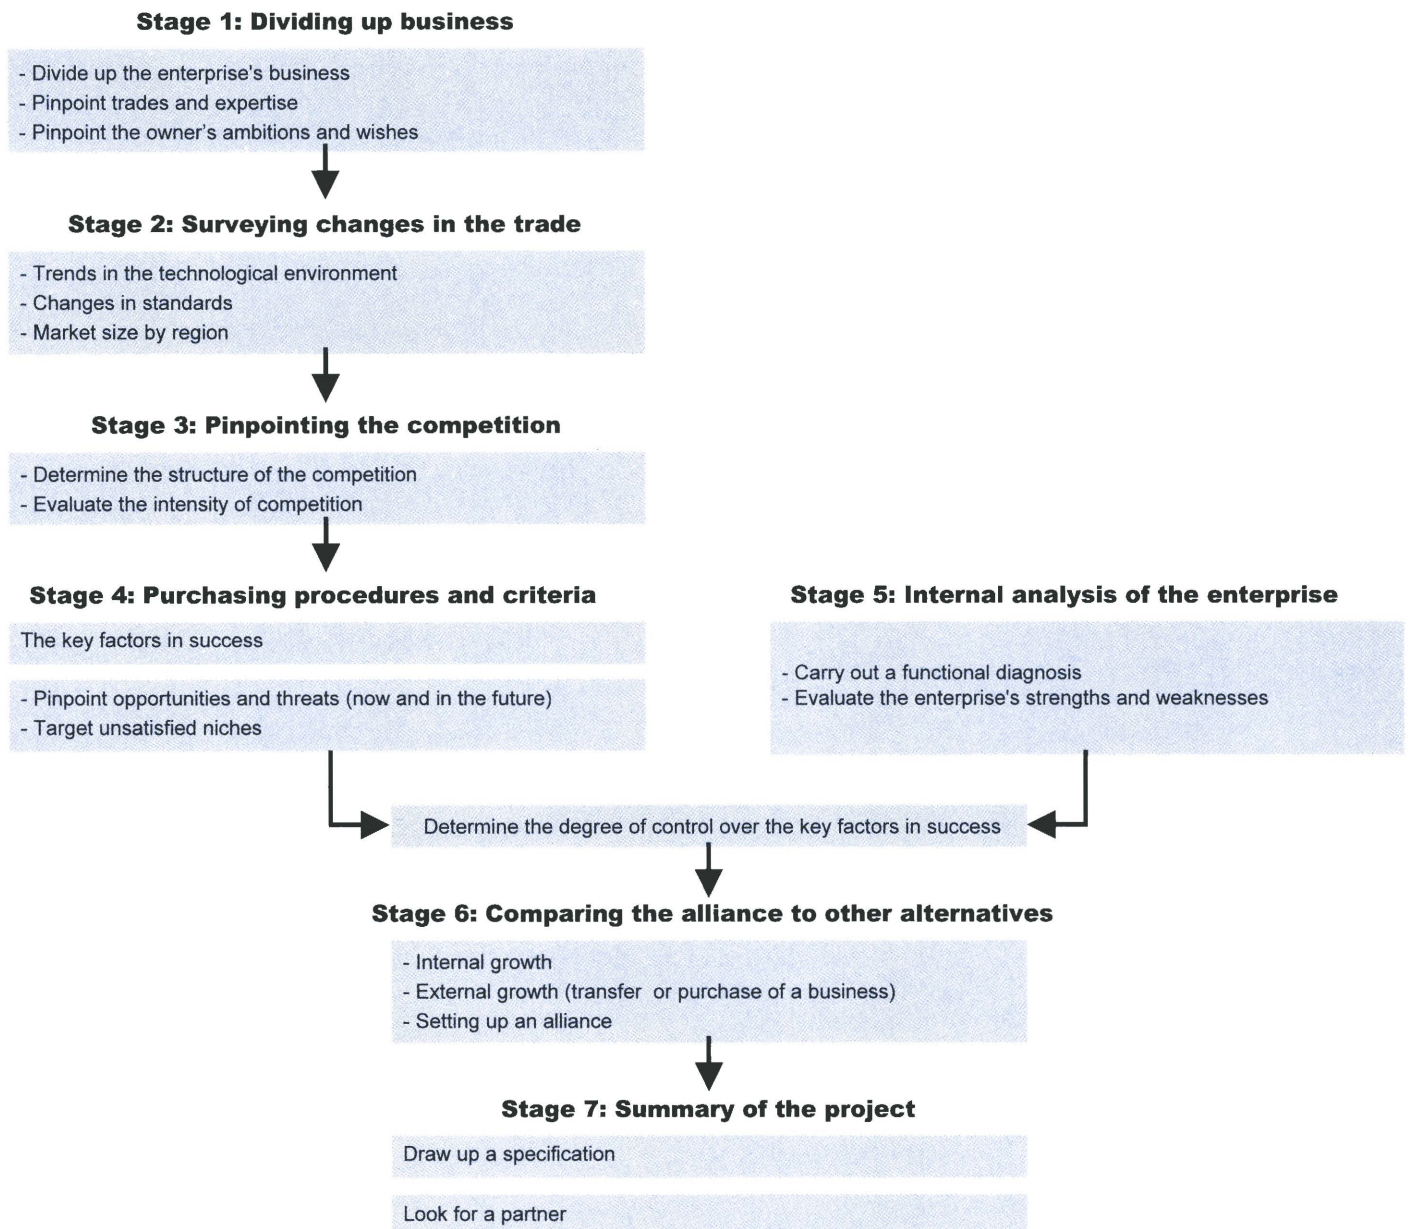 Stage 1: Dividing up business
- Divide up the enterprise's business
- Pinpoint trades and expertise
- Pinpoint the owner's ambitions and wishes
Stage 2: Surveying changes in the trade
- Trends in the technological environment
- Changes in standards
- Market size by region
Stage 3: Pinpointing the competition
- Determine the structure of the competition
- Evaluate the intensity of competition
Stage 4: Purchasing procedures and criteria
The key factors in success
- Pinpoint opportunities and threats (now and in the future)
- Target unsatisfied niches
Stage 5: Internal analysis of the enterprise
- Carry out a functional diagnosis
- Evaluate the enterprise's strengths and weaknesses
Determine the degree of control over the key factors in success
Stage 6: Comparing the alliance to other alternatives
- Internal growth
- External growth (transfer or purchase of a business)
- Setting up an alliance
Stage 7: Summary of the project
Draw up a specification
Look for a partner